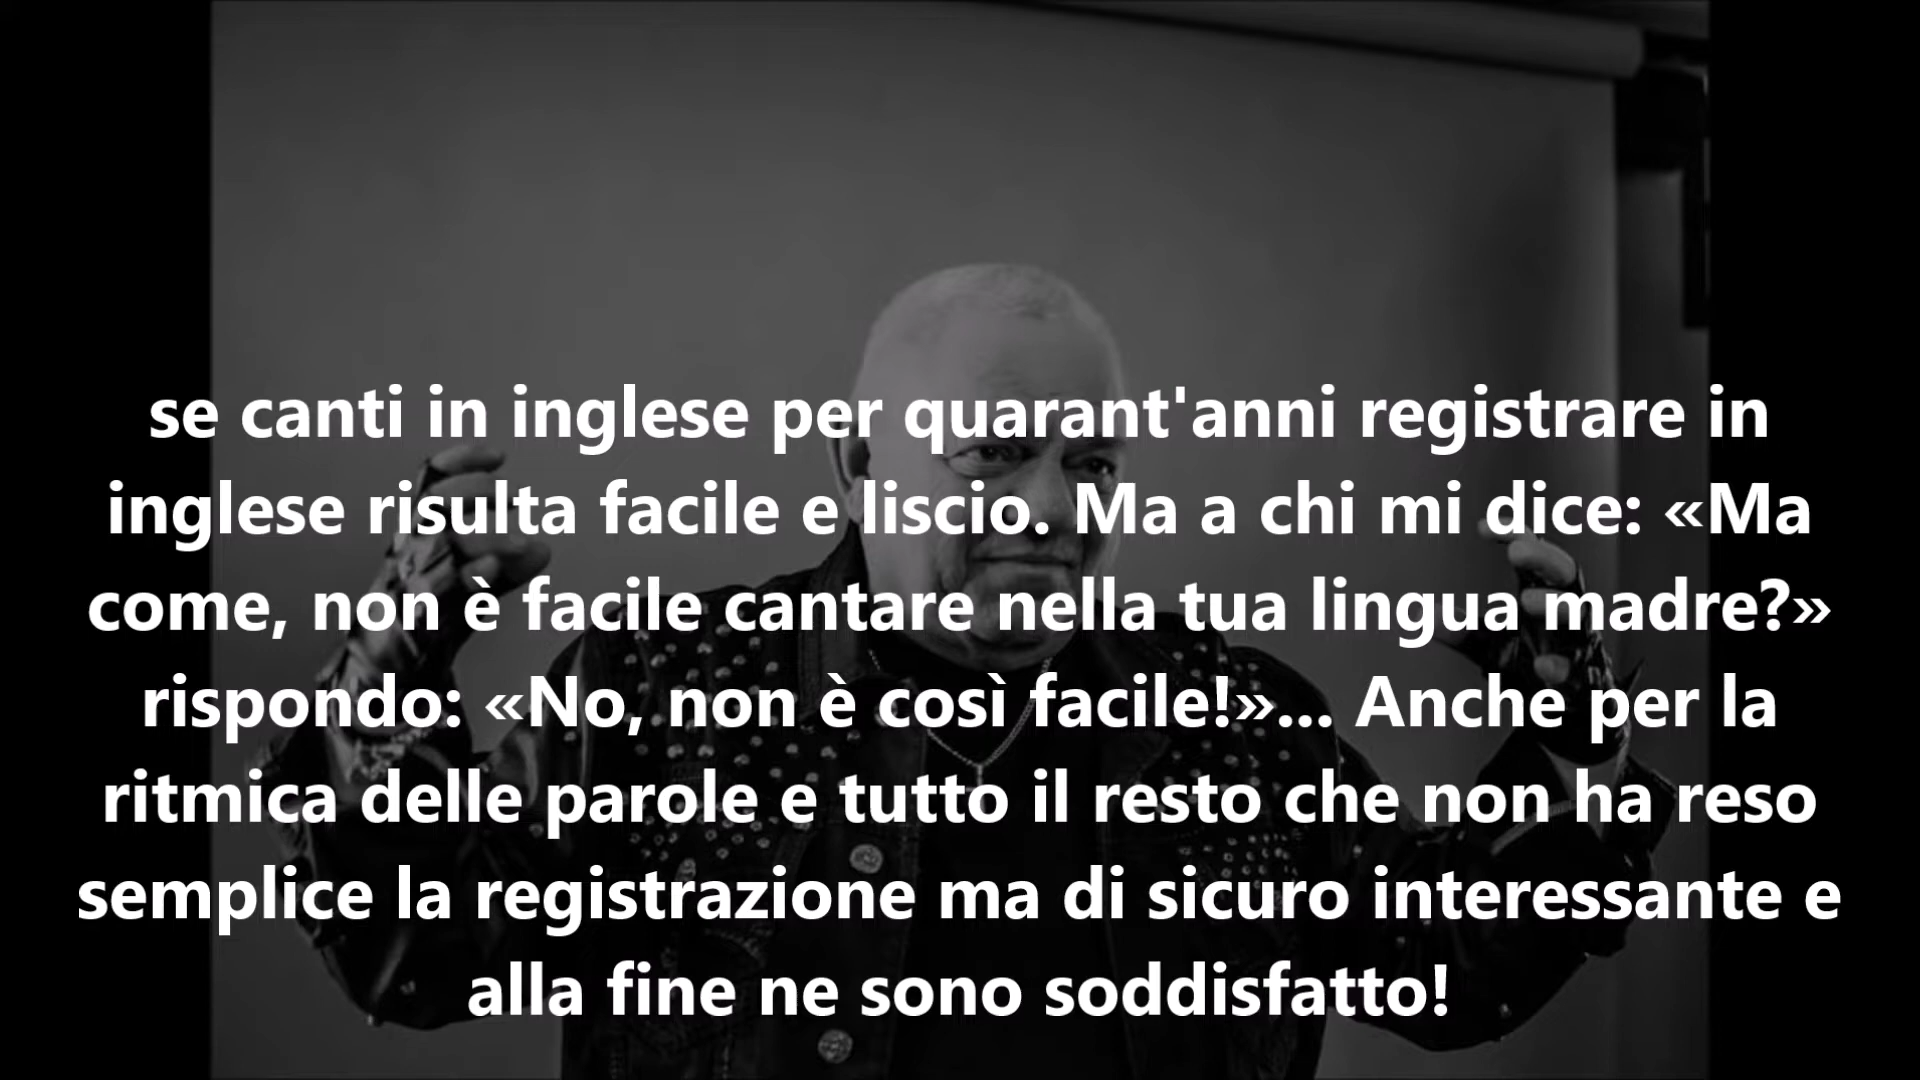 se canti in inglese per quarant'anni registrare in
inglese risulta facile e liscio. Ma a chi mi dice: «Ma
come, non è facile cantare nella tua lingua madre?»
rispondo: «No, non è così facile!»... Anche per la
ritmica delle parole e tutto il resto che non ha reso
semplice la registrazione ma di sicuro interessante e
alla fine ne sono soddisfatto!